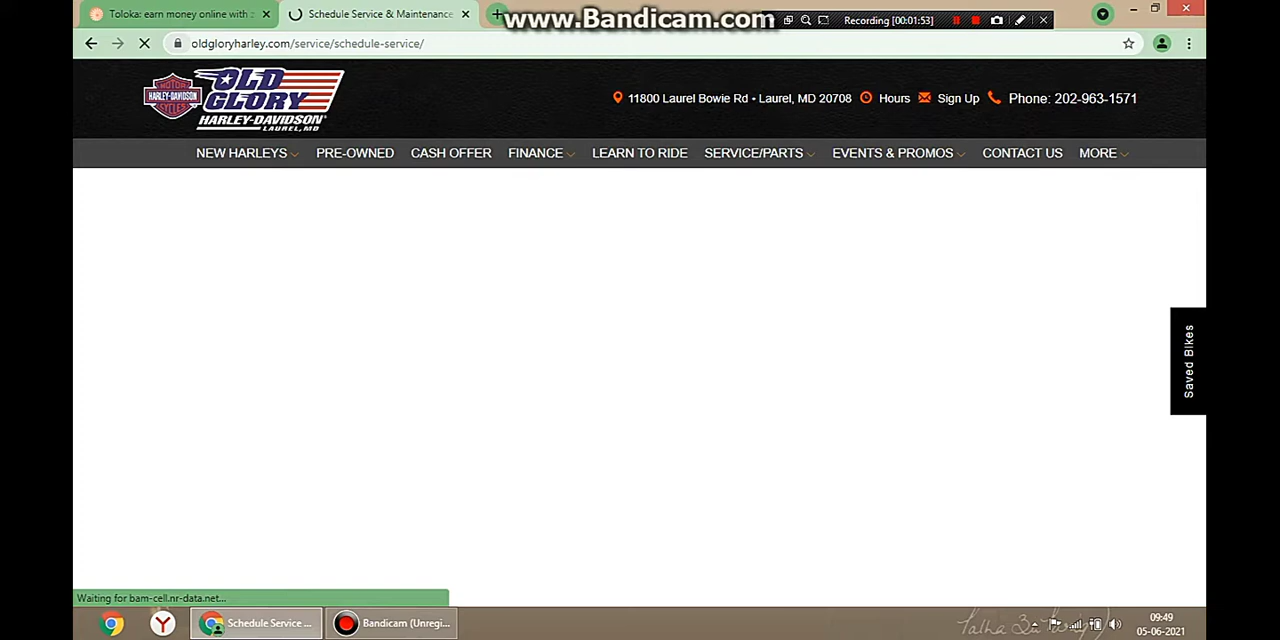 www.Bandicam.com
Toloka: earn money online with
Schedule Service & Maintenance
Recording [00:01:53]
oldgloryharley.com/service/schedule-service/
MOTOR
HARLEY-DAVIDSON
CYCLES
OLD
GLORY
HARLEY-DAVIDSON
LAUREL, MD
11800 Laurel Bowie Rd • Laurel, MD 20708
Hours
Sign Up
Phone: 202-963-1571
NEW HARLEYS
PRE-OWNED
CASH OFFER
FINANCE
LEARN TO RIDE
SERVICE/PARTS
EVENTS & PROMOS
CONTACT US
MORE
Saved Bikes
Waiting for bam-cell.nr-data.net...
Schedule Service ...
Bandicam (Unregi...
09:49
05-06-2021